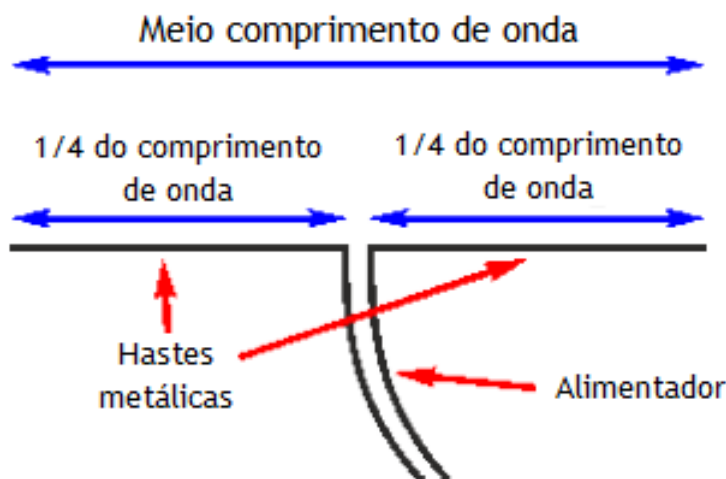 Meio comprimento de onda
1/4 do comprimento
de onda
1/4 do comprimento
de onda
Hastes
metálicas
Alimentador